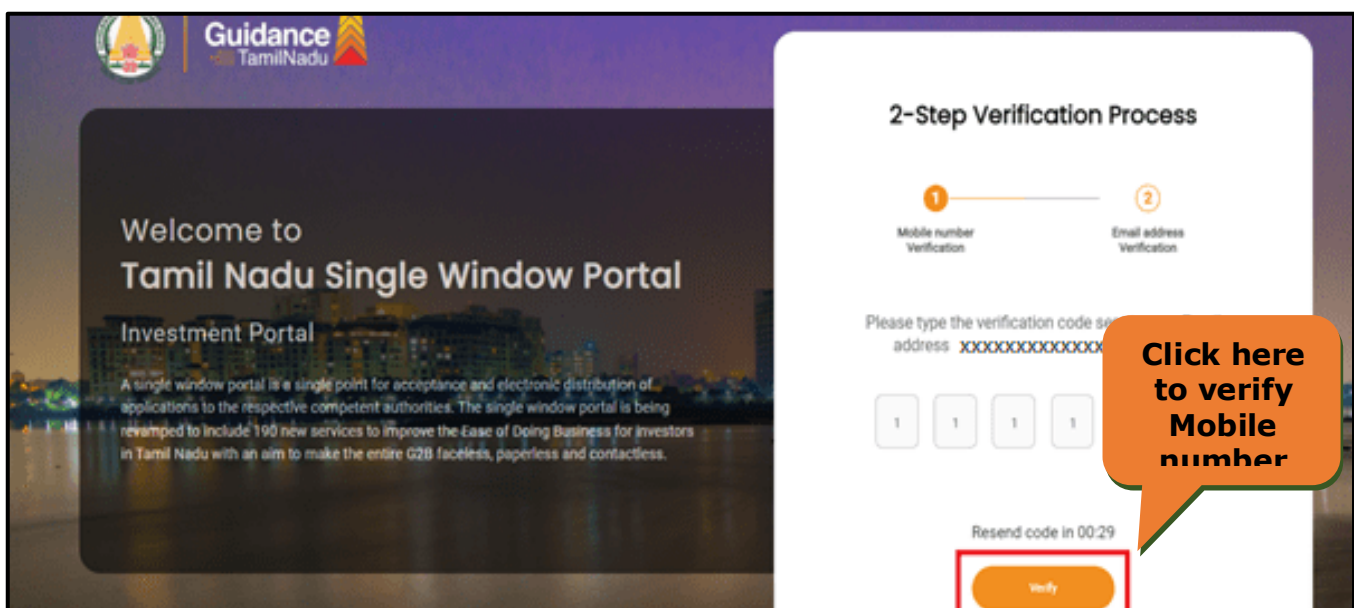 Guidance
TamilNadu
Welcome to
Tamil Nadu Single Window Portal
Investment Portal
A single window portal is a single point for acceptance and electronic distribution of
applications to the respective competent authorities. The single window portal is being
revamped to include 190 new services to improve the Ease of Doing Business for investors
in Tamil Nadu with an aim to make the entire G2B faceless, paperless and contactless.
2-Step Verification Process
1
2
Mobile number
Verification
Email address
Verification
Please type the verification code
address xxxxxxxxxxxxx
1 1 1 1
Click here
to verify
Mobile
number
Resend code in 00:29
Verify